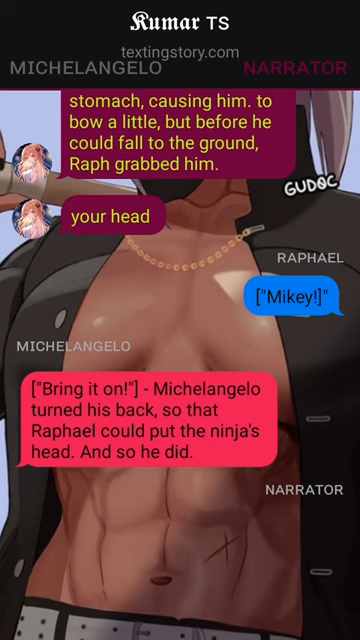 𝕶𝖚𝖒𝖆𝖗 TS
textingstory.com
MICHELANGELO
NARRATOR
stomach, causing him. to
bow a little, but before he
could fall to the ground,
Raph grabbed him.
GUDØC
your head
RAPHAEL
["Mikey!]"
MICHELANGELO
["Bring it on!"] - Michelangelo
turned his back, so that
Raphael could put the ninja's
head. And so he did.
NARRATOR